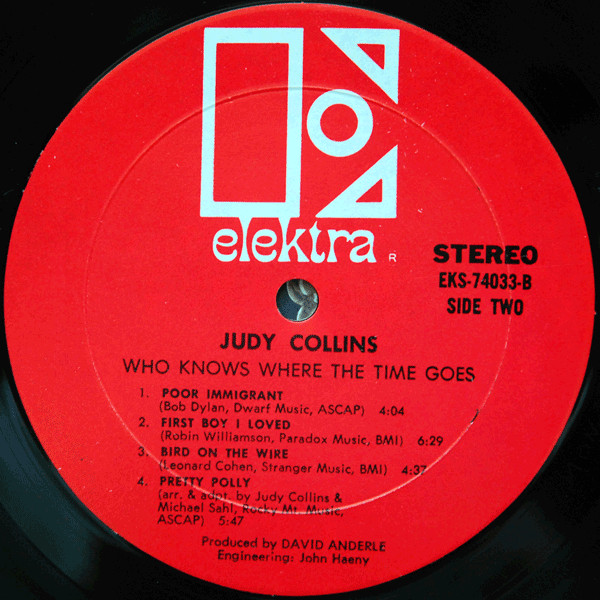 elektra
R
STEREO
EKS-74033-B
SIDE TWO
JUDY COLLINS
WHO KNOWS WHERE THE TIME GOES
1. POOR IMMIGRANT
(Bob Dylan, Dwarf Music, ASCAP) 4:04
2. FIRST BOY I LOVED
(Robin Williamson, Paradox Music, BMI) 6:29
3. BIRD ON THE WIRE
(Leonard Cohen, Stranger Music, BMI) 4:37
4. PRETTY POLLY
(arr. & adpt. by Judy Collins &
Michael Sahl, Rocky Mt. Music,
ASCAP) 5:47
Produced by DAVID ANDERLE
Engineering: John Haeny